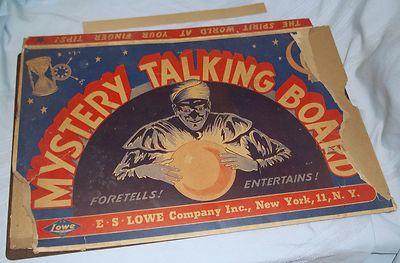 THE SPIRIT WORLD AT YOUR FINGER TIPS!
MYSTERY TALKING BOARD
FORETELLS!
ENTERTAINS!
Lowe
E·S·LOWE Company Inc., New York, 11, N. Y.